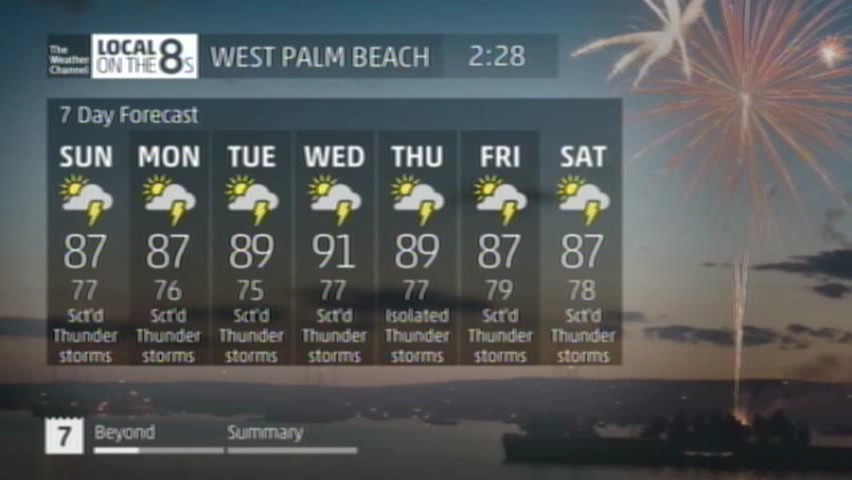 The
Weather
Channel
LOCAL
ON THE 8s
WEST PALM BEACH
2:28
7 Day Forecast
SUN MON TUE WED THU FRI SAT
87 87 89 91 89 87 87
77 76 75 77 77 79 78
Sct'd Sct'd Sct'd Sct'd Isolated Sct'd Sct'd
Thunder Thunder Thunder Thunder Thunder Thunder Thunder
storms storms storms storms storms storms storms
7 Beyond Summary